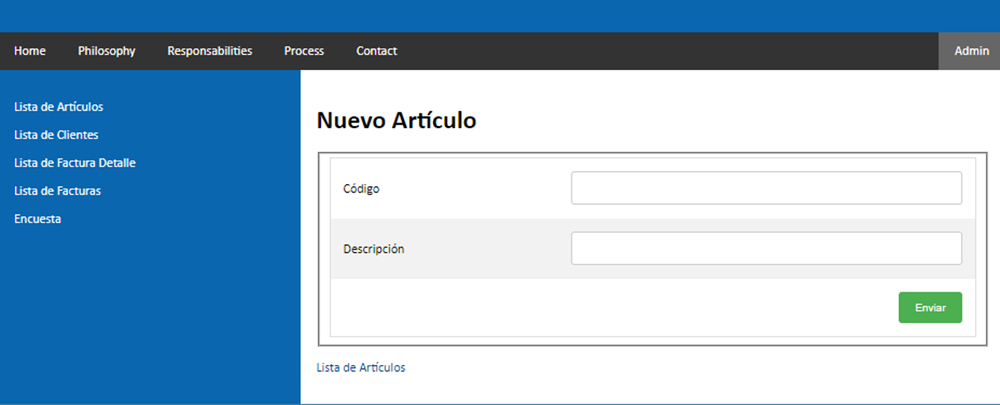 Home Philosophy Responsabilities Process Contact Admin
Lista de Artículos
Lista de Clientes
Lista de Factura Detalle
Lista de Facturas
Encuesta
Nuevo Artículo
Código
Descripción
Enviar
Lista de Artículos